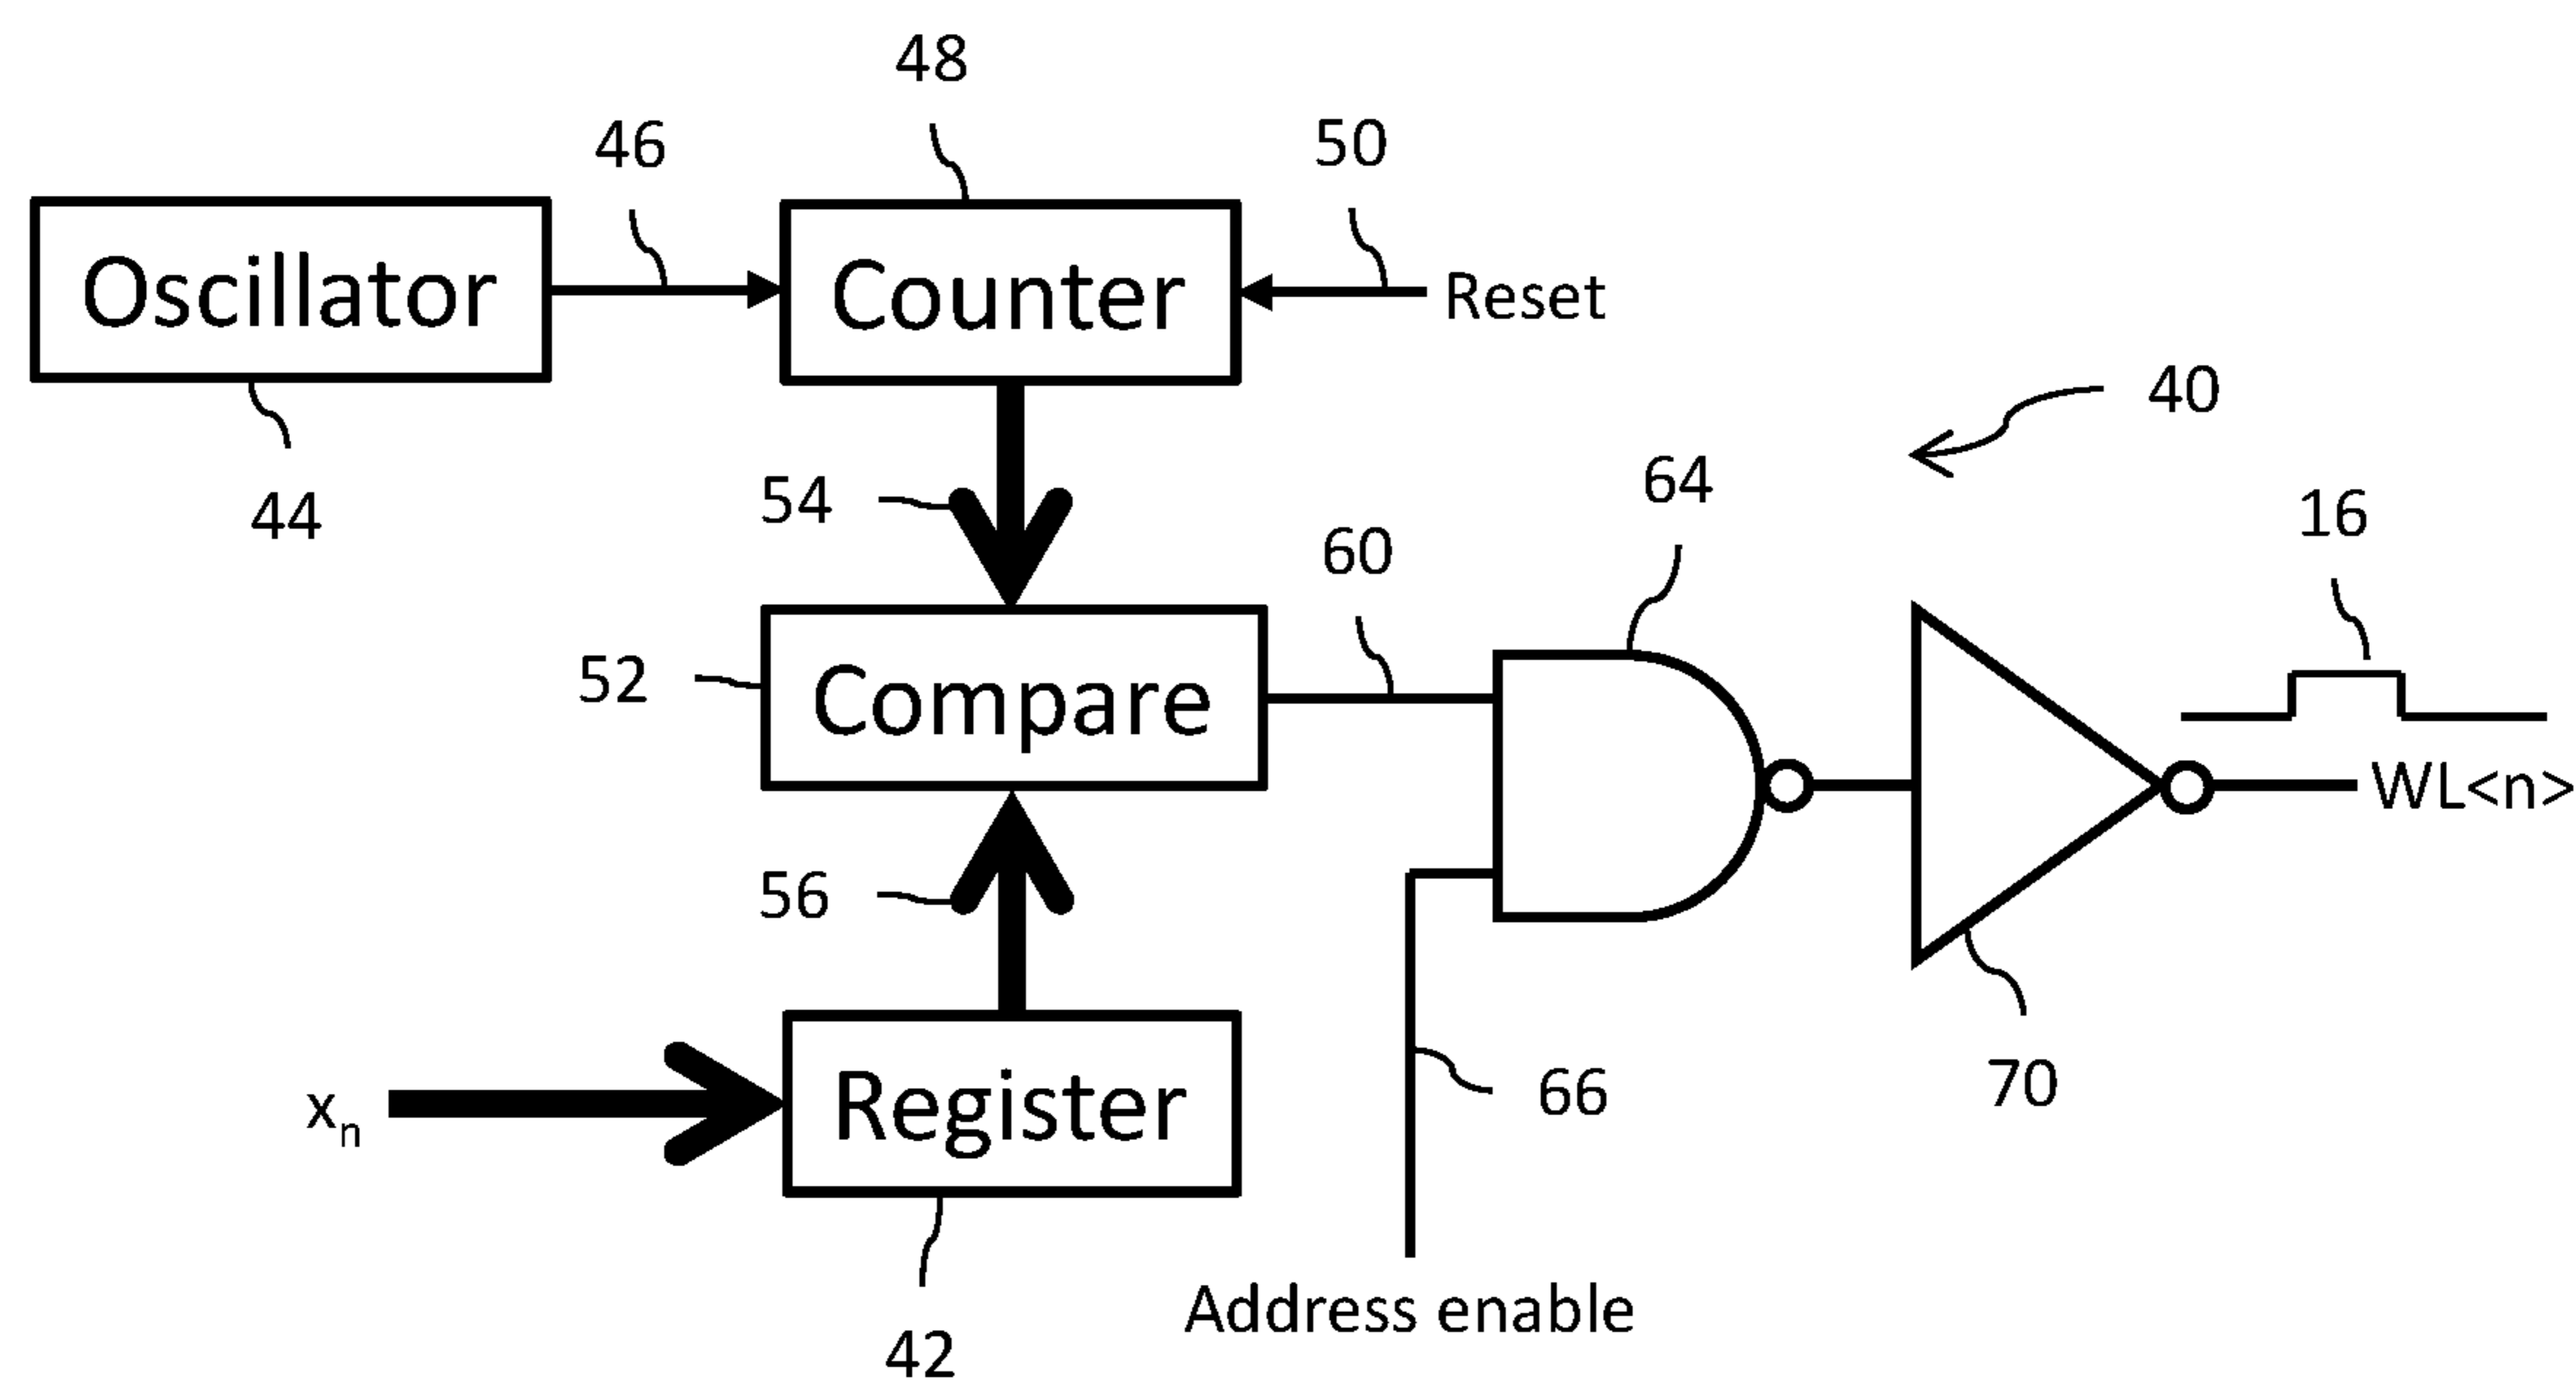 48
46
50
Oscillator
Counter
Reset
40
44
54
64
16
60
52
Compare
WL<n>
56
xn
Register
66
70
Address enable
42